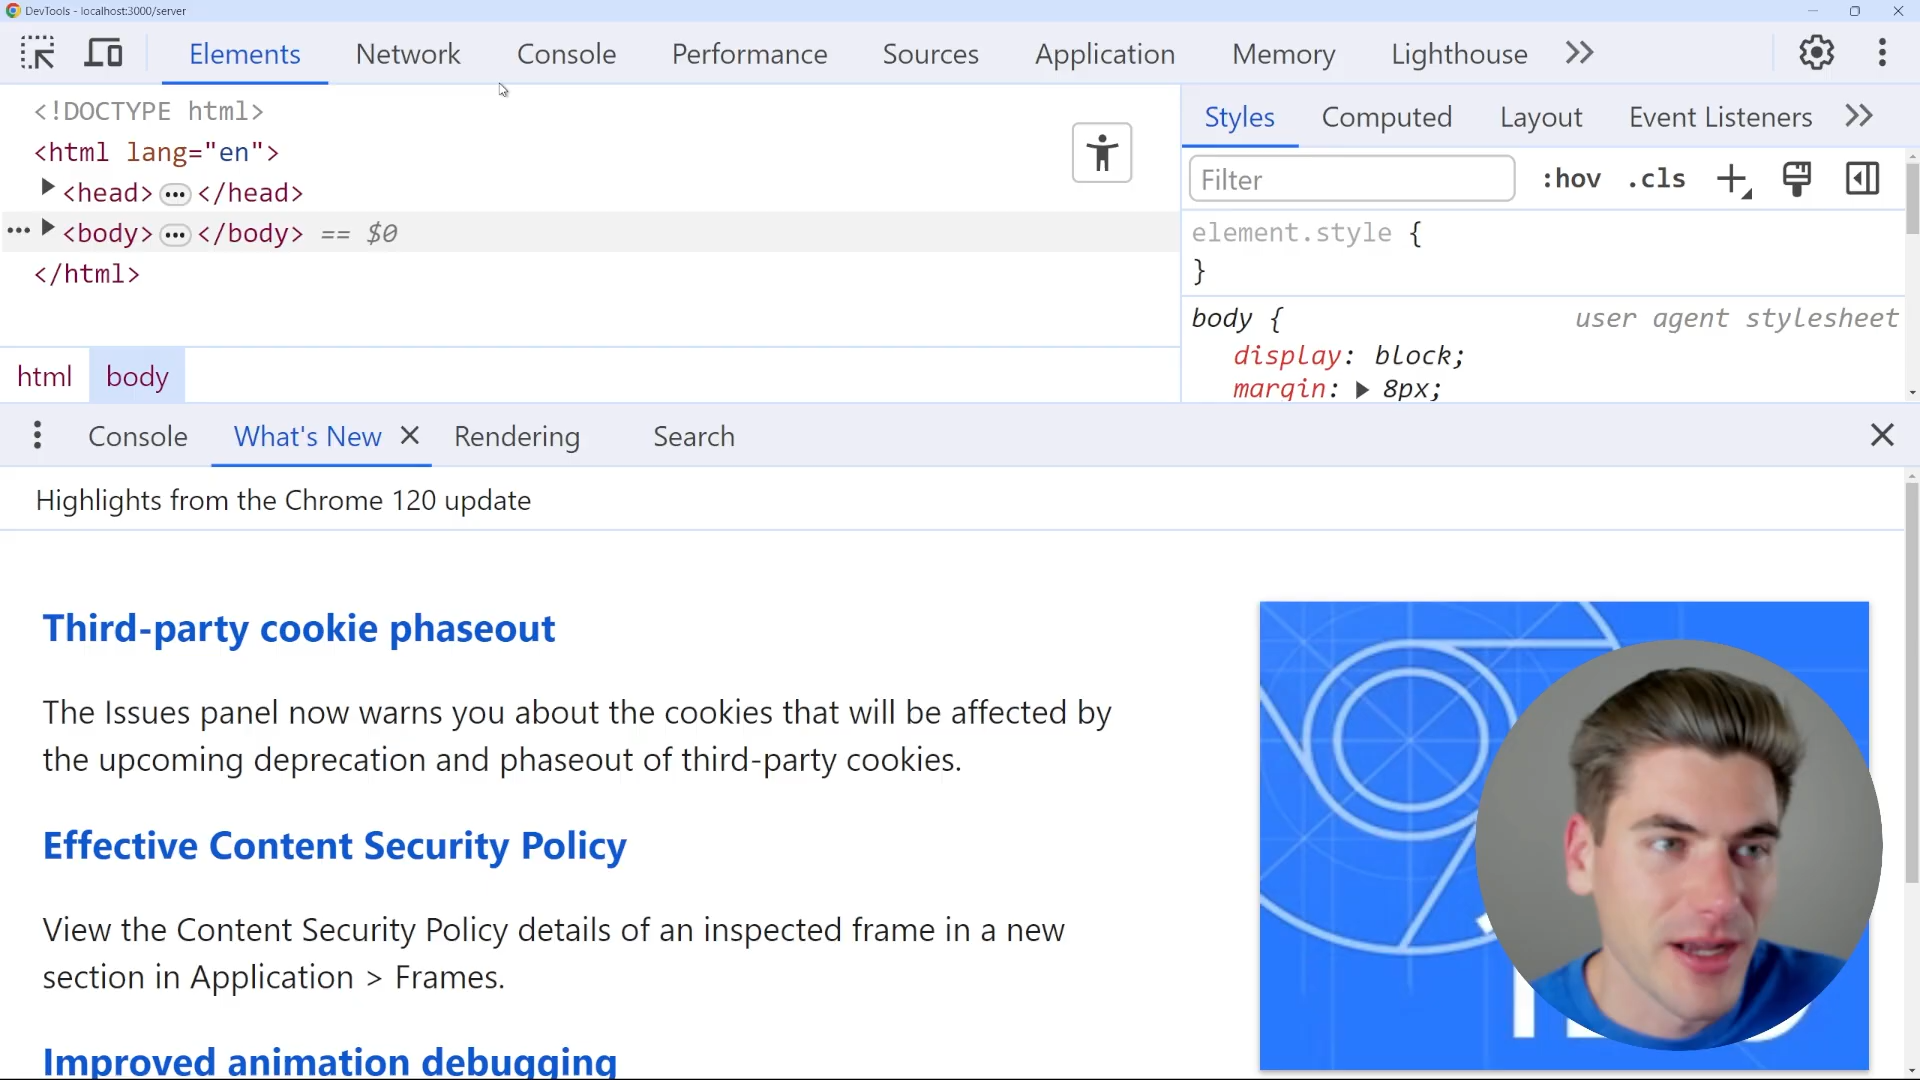 DevTools - localhost:3000/server
Elements Network Console Performance Sources Application Memory Lighthouse
<!DOCTYPE html>
<html lang="en">
<head> </head>
<body> </body> == $0
</html>
html body
Styles Computed Layout Event Listeners
Filter :hov .cls
element.style {
}
body { user agent stylesheet
display: block;
margin: 8px;
Console What's New Rendering Search
Highlights from the Chrome 120 update
Third-party cookie phaseout
The Issues panel now warns you about the cookies that will be affected by
the upcoming deprecation and phaseout of third-party cookies.
Effective Content Security Policy
View the Content Security Policy details of an inspected frame in a new
section in Application > Frames.
Improved animation debugging